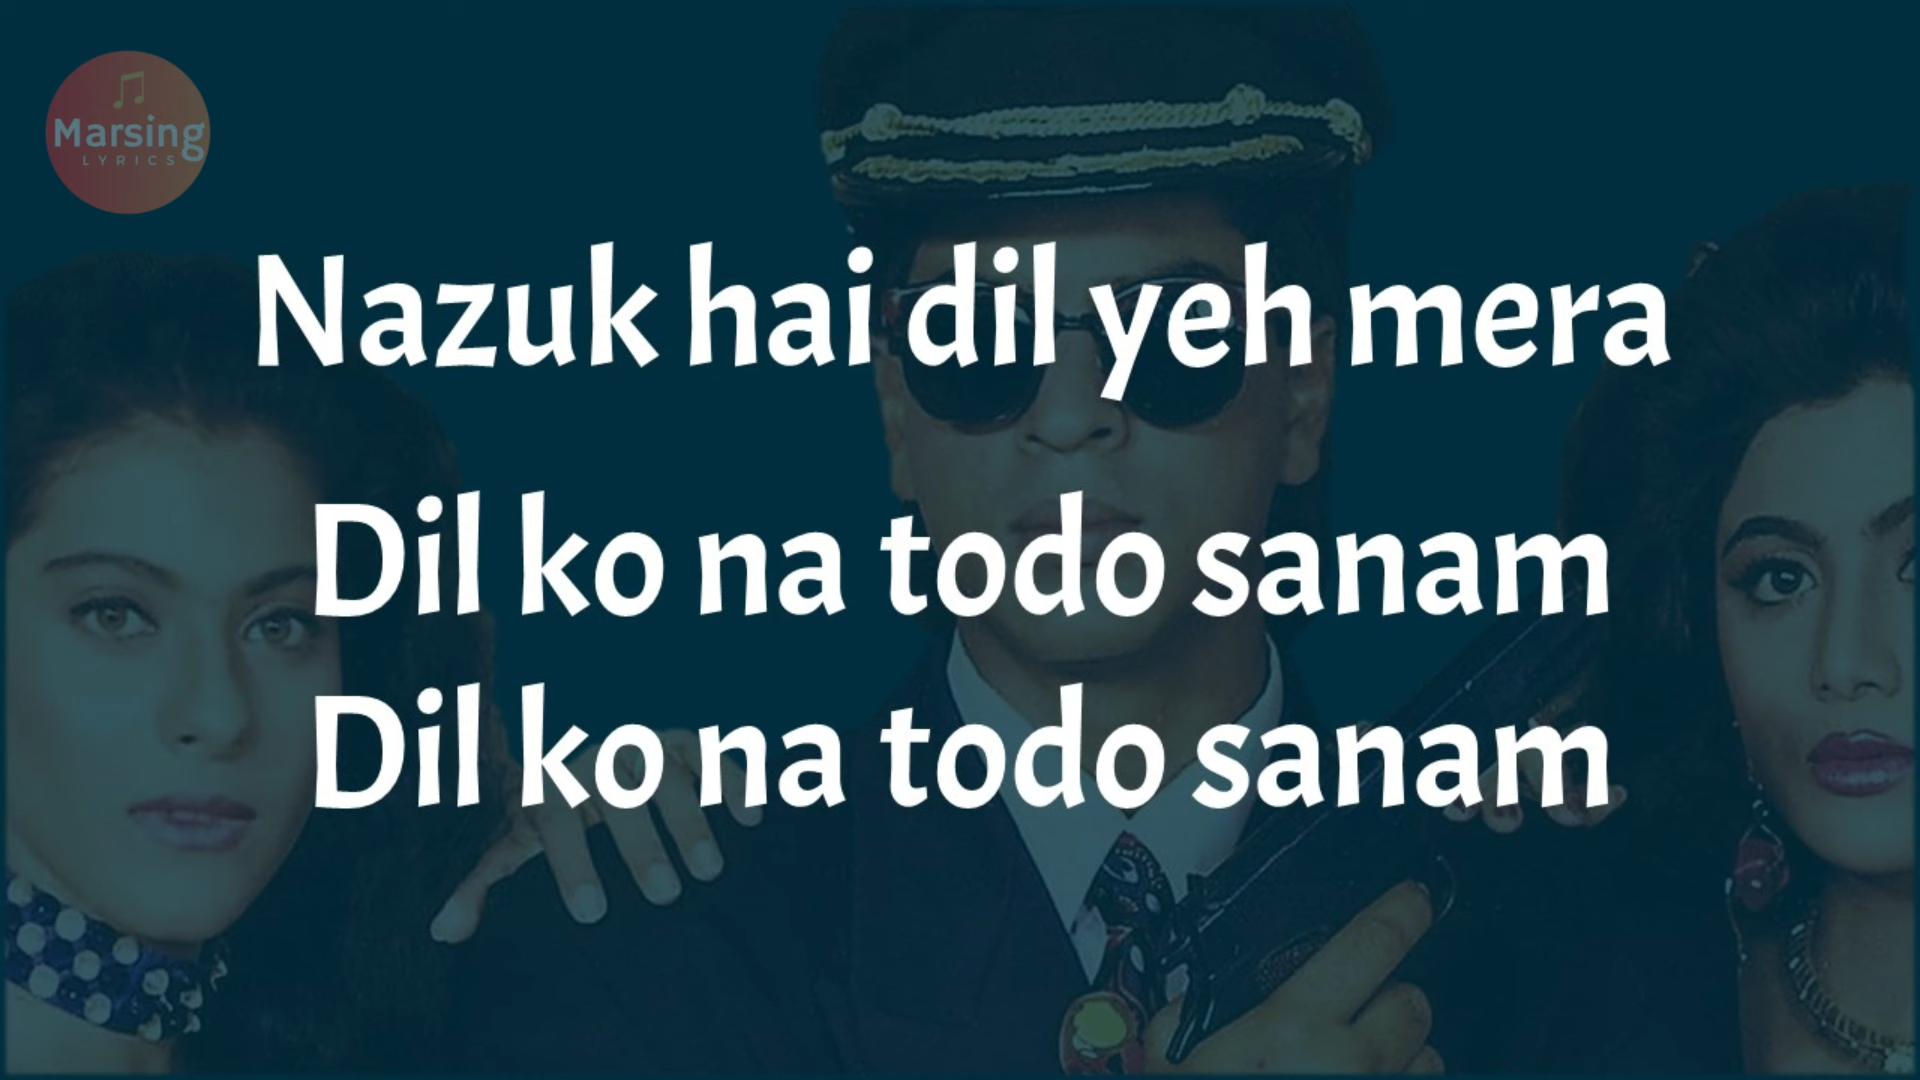 Marsing
LYRICS
Nazuk hai dil yeh mera
Dil ko na todo sanam
Dil ko na todo sanam